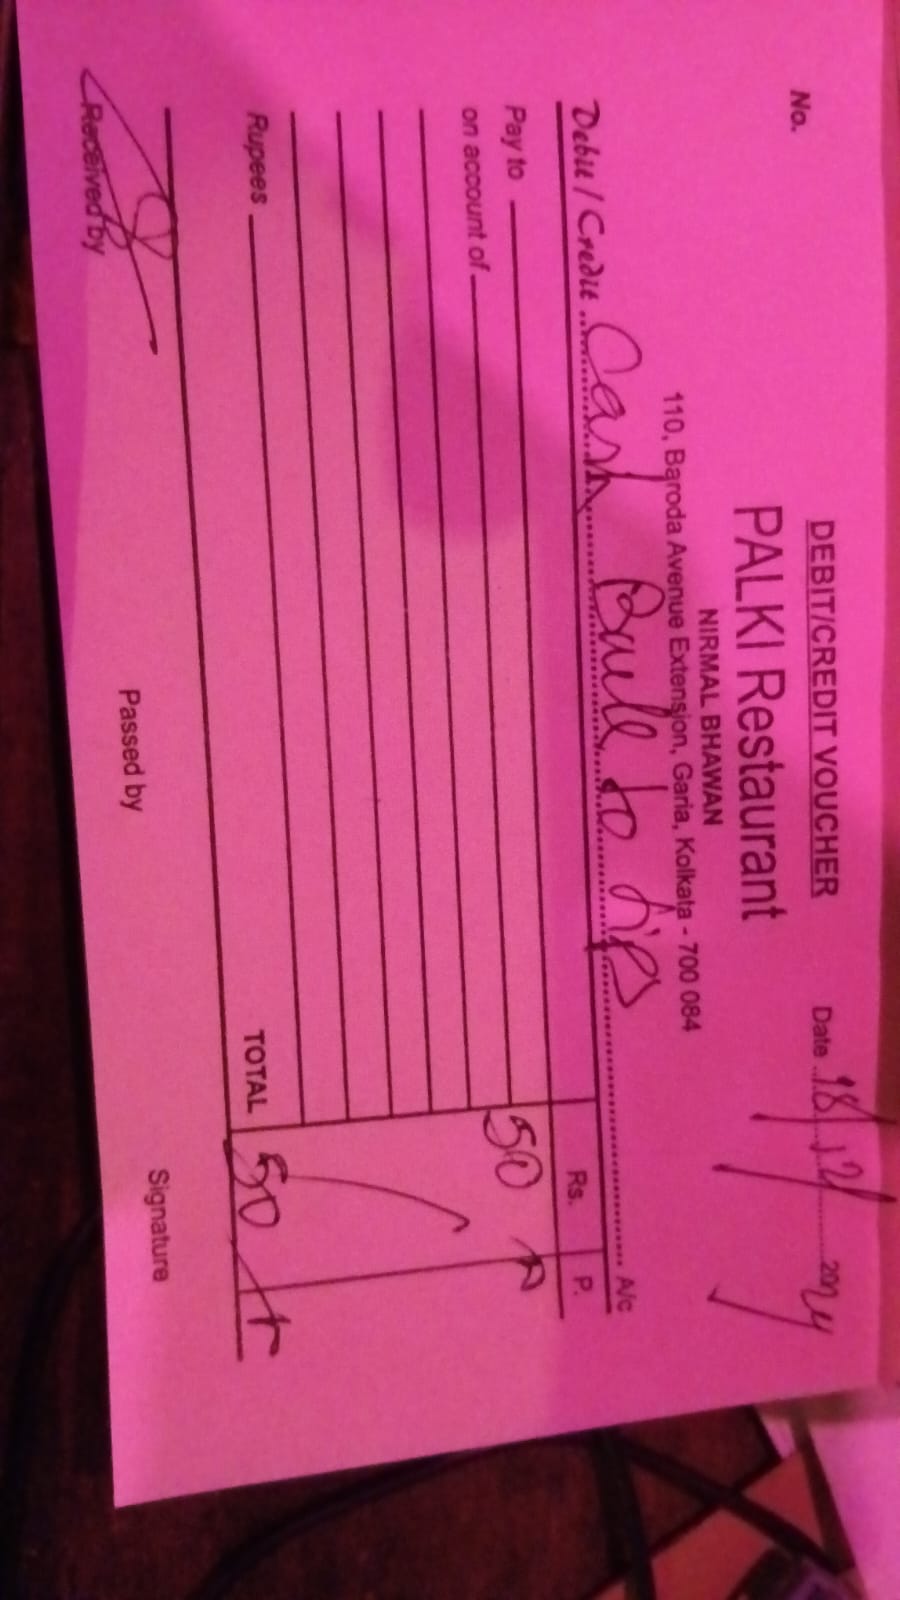 DEBIT/CREDIT VOUCHER
No.
PALKI Restaurant
Date 18/12/2024
NIRMAL BHAWAN
110, Baroda Avenue Extension, Garia, Kolkata - 700 084
Debit / Credit Cash to A/c
Rs. P.
Pay to 50
on account of
Rupees TOTAL 50
Received by Passed by Signature